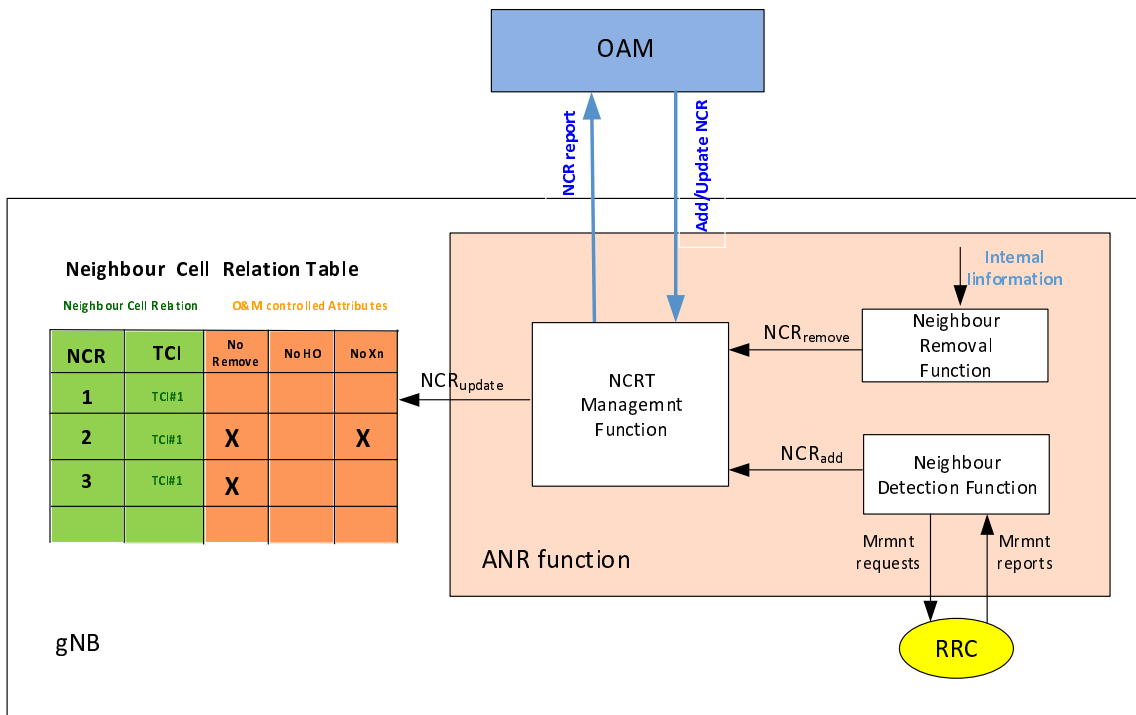 OAM
NCR report
Add/Update NCR
Neighbour Cell Relation Table
Neighbour Cell Relation
O&M controlled Attributes
NCR
TCI
No
Remove
No HO
No Xn
1
TCI#1
2
TCI#1
X
X
3
TCI#1
X
NCRupdate
NCRT
Managemnt
Function
NCRremove
NCRadd
Internal
Iinformation
Neighbour
Removal
Function
Neighbour
Detection Function
Mrmnt
requests
Mrmnt
reports
ANR function
RRC
gNB